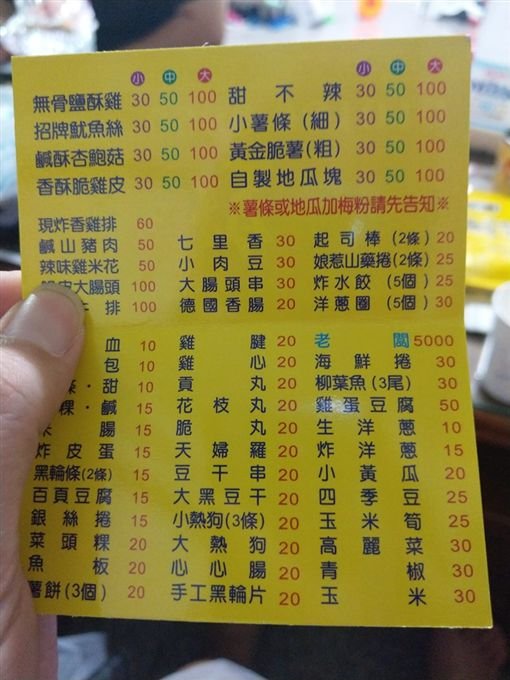 小 中 大 小 中 大
無骨鹽酥雞 30 50 100 甜不辣 30 50 100
招牌魷魚絲 30 50 100 小薯條(細) 30 50 100
鹹酥杏鮑菇 30 50 100 黃金脆薯(粗) 30 50 100
香酥脆雞皮 30 50 100 自製地瓜塊 30 50 100
※薯條或地瓜加梅粉請先告知※
現炸香雞排 60
鹹山豬肉 50 七里香 30 起司棒(2條) 20
辣味雞米花 50 小肉豆 30 娘惹山藥捲(2條) 25
皮大腸頭 100 大腸頭串 30 炸水餃(5個) 25
排 100 德國香腸 20 洋蔥圈(5個) 30
血 10 雞腱 20 老闆 5000
包 10 雞心 20 海鮮捲 30
條·甜 10 貢丸 20 柳葉魚(3尾) 30
粿·鹹 15 花枝丸 20 雞蛋豆腐 50
腸 15 脆丸 20 生洋蔥 10
炸皮蛋 15 天婦羅 20 炸洋蔥 15
黑輪條(2條) 15 豆干串 20 小黃瓜 20
百頁豆腐 15 大黑豆干 20 四季豆 25
銀絲捲 15 小熱狗(3條) 20 玉米筍 25
菜頭粿 20 大熱狗 20 高麗菜 30
魚板 20 心心腸 20 青椒 30
薯餅(3個) 20 手工黑輪片 20 玉米 30